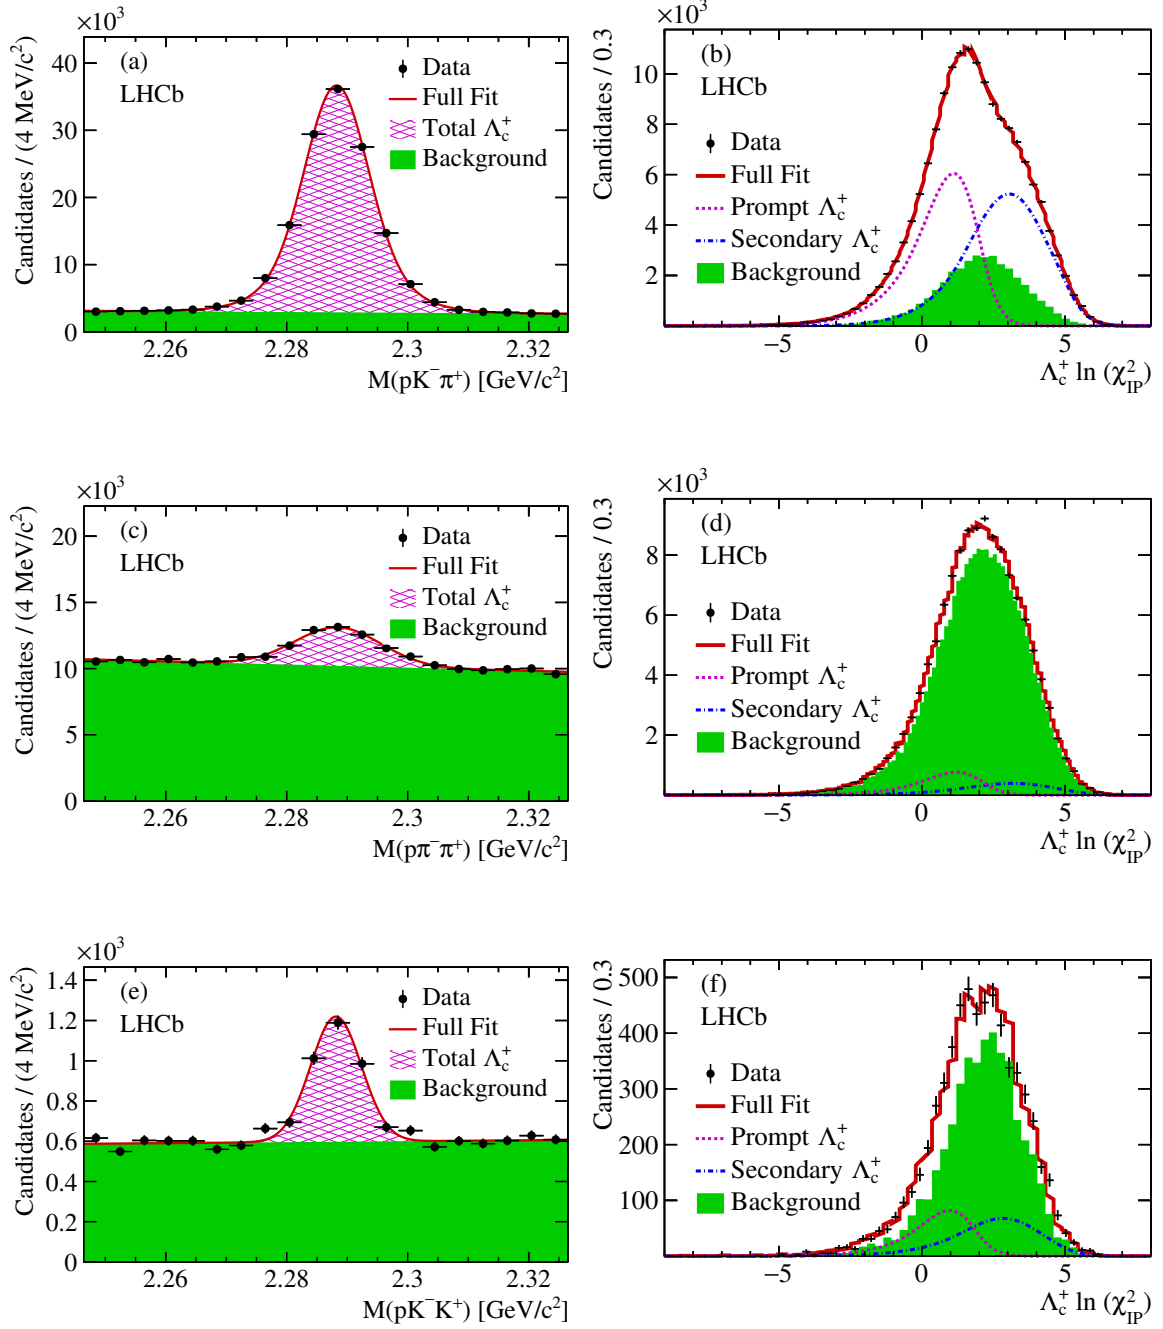 ×10³
Candidates / (4 MeV/c²)
40
30
20
10
0
(a)
LHCb
Data
Full Fit
Total Λc⁺
Background
2.26 2.28 2.3 2.32
M(pK⁻π⁺) [GeV/c²]
×10³
Candidates / 0.3
10
8
6
4
2
(b)
LHCb
Data
Full Fit
Prompt Λc⁺
Secondary Λc⁺
Background
−5 0 5
Λc⁺ ln (χ²IP)
×10³
Candidates / (4 MeV/c²)
20
15
10
5
0
(c)
LHCb
Data
Full Fit
Total Λc⁺
Background
2.26 2.28 2.3 2.32
M(pπ⁻π⁺) [GeV/c²]
×10³
Candidates / 0.3
8
6
4
2
(d)
LHCb
Data
Full Fit
Prompt Λc⁺
Secondary Λc⁺
Background
−5 0 5
Λc⁺ ln (χ²IP)
×10³
Candidates / (4 MeV/c²)
1.4
1.2
1
0.8
0.6
0.4
0.2
0
(e)
LHCb
Data
Full Fit
Total Λc⁺
Background
2.26 2.28 2.3 2.32
M(pK⁻K⁺) [GeV/c²]
Candidates / 0.3
500
400
300
200
100
(f)
LHCb
Data
Full Fit
Prompt Λc⁺
Secondary Λc⁺
Background
−5 0 5
Λc⁺ ln (χ²IP)